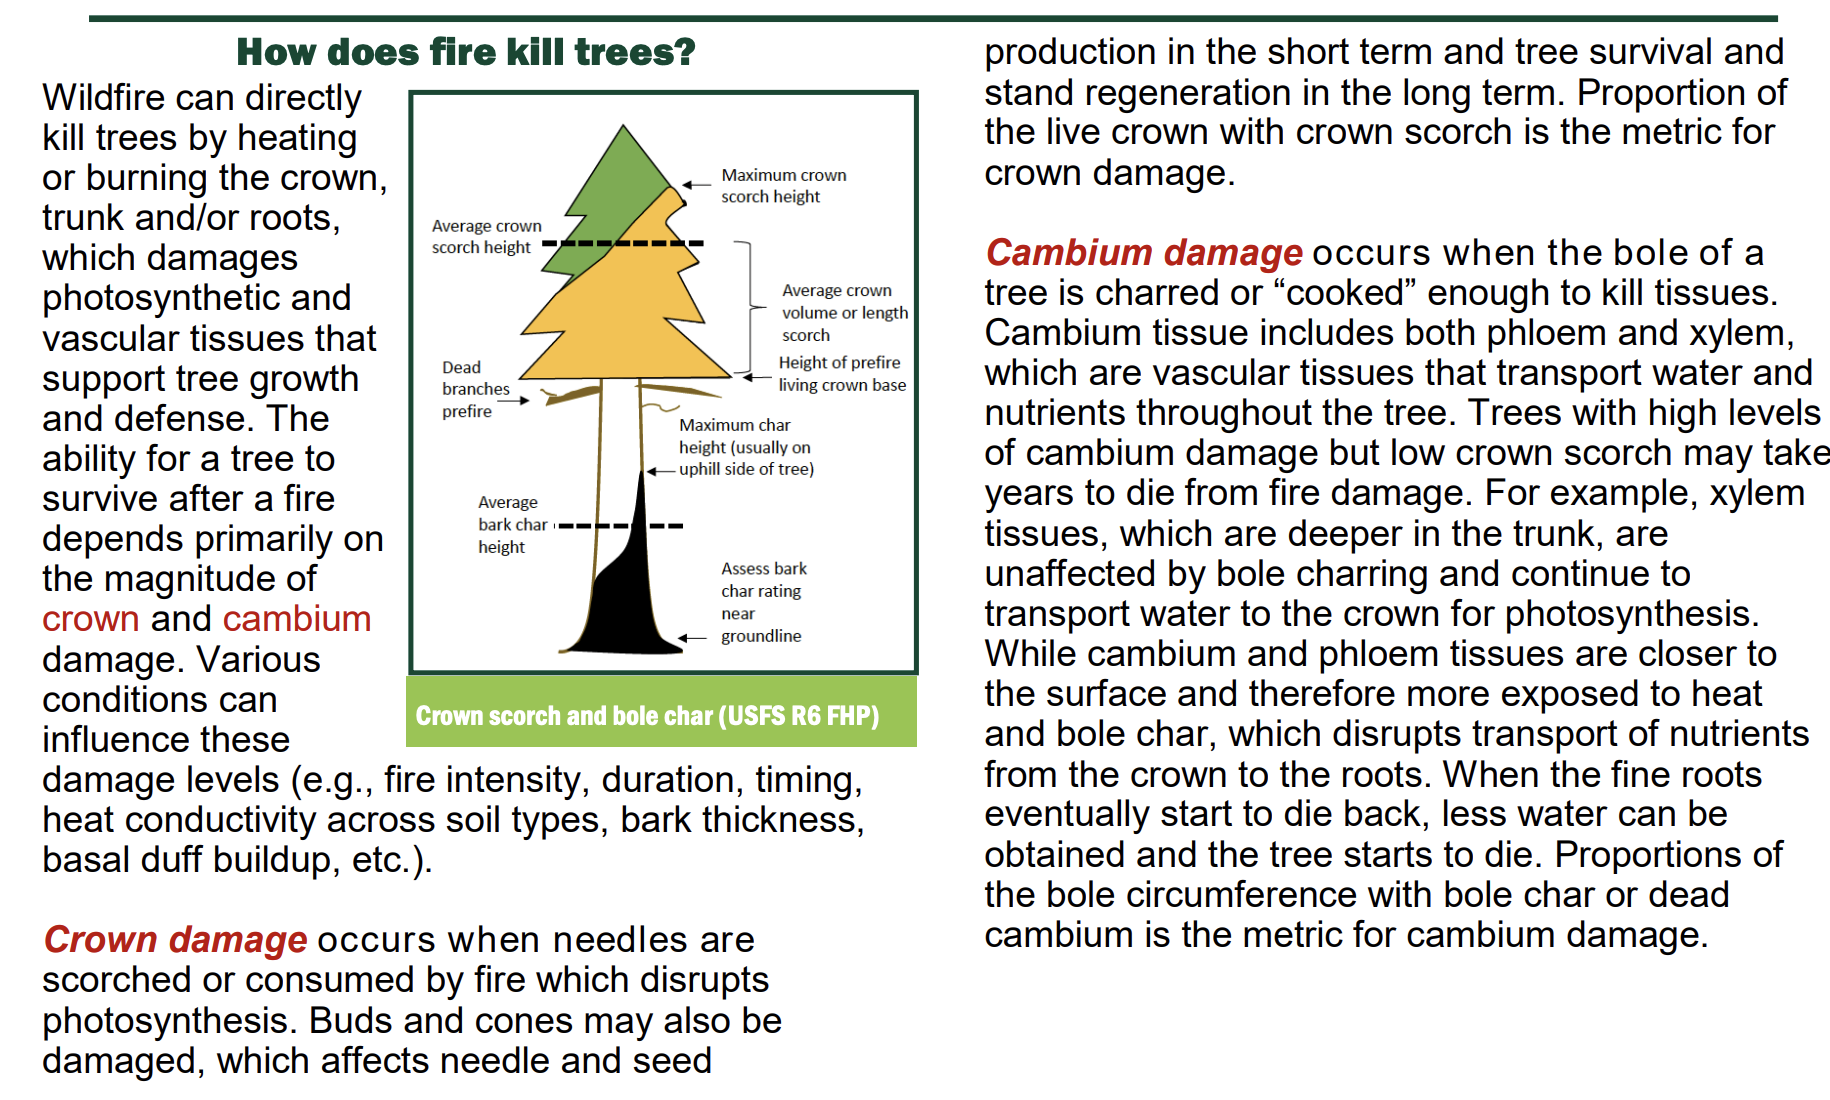 How does fire kill trees?
Wildfire can directly
kill trees by heating
or burning the crown,
trunk and/or roots,
which damages
photosynthetic and
vascular tissues that
support tree growth
and defense. The
ability for a tree to
survive after a fire
depends primarily on
the magnitude of
crown and cambium
damage. Various
conditions can
influence these
damage levels (e.g., fire intensity, duration, timing,
heat conductivity across soil types, bark thickness,
basal duff buildup, etc.).
Maximum crown
scorch height
Average crown
scorch height
Average crown
volume or length
scorch
Height of prefire
living crown base
Dead
branches
prefire
Maximum char
height (usually on
uphill side of tree)
Average
bark char
height
Assess bark
char rating
near
groundline
Crown scorch and bole char (USFS R6 FHP)
Crown damage occurs when needles are
scorched or consumed by fire which disrupts
photosynthesis. Buds and cones may also be
damaged, which affects needle and seed
production in the short term and tree survival and
stand regeneration in the long term. Proportion of
the live crown with crown scorch is the metric for
crown damage.
Cambium damage occurs when the bole of a
tree is charred or “cooked” enough to kill tissues.
Cambium tissue includes both phloem and xylem,
which are vascular tissues that transport water and
nutrients throughout the tree. Trees with high levels
of cambium damage but low crown scorch may take
years to die from fire damage. For example, xylem
tissues, which are deeper in the trunk, are
unaffected by bole charring and continue to
transport water to the crown for photosynthesis.
While cambium and phloem tissues are closer to
the surface and therefore more exposed to heat
and bole char, which disrupts transport of nutrients
from the crown to the roots. When the fine roots
eventually start to die back, less water can be
obtained and the tree starts to die. Proportions of
the bole circumference with bole char or dead
cambium is the metric for cambium damage.